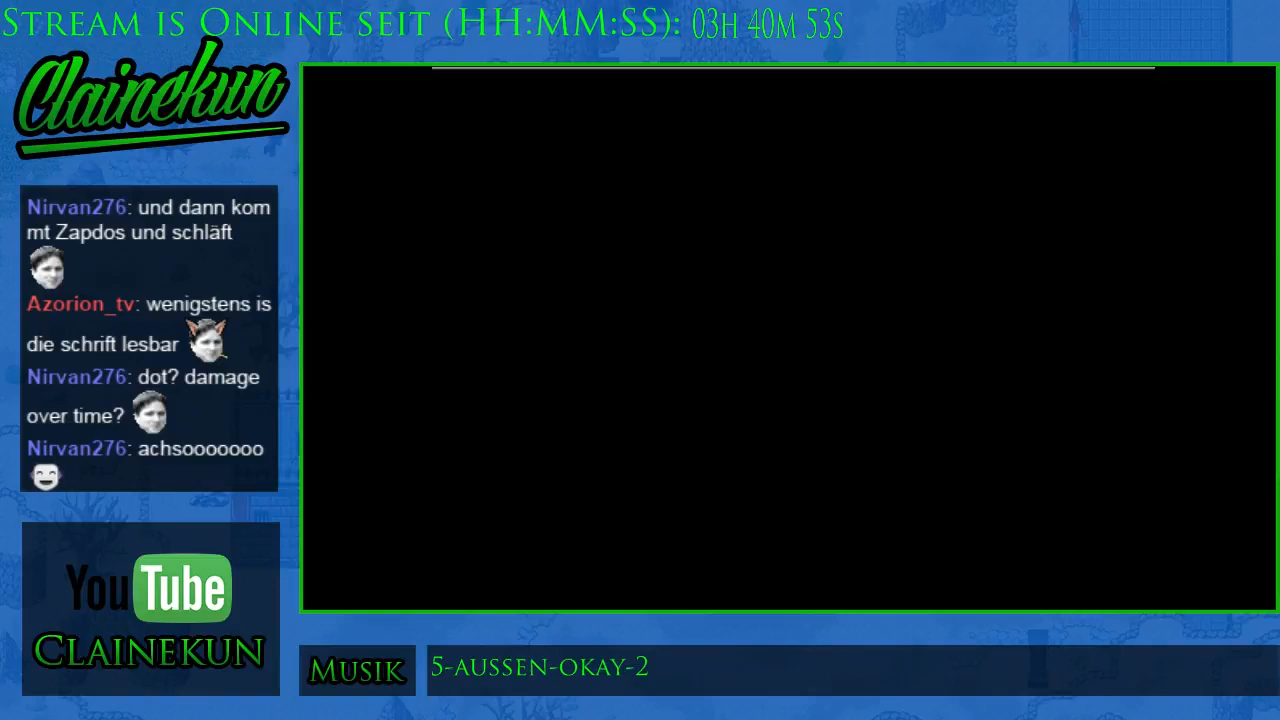 Stream is Online seit (HH:MM:SS): 03h 40m 53s
Clainekun
Nirvan276: und dann kom
mt Zapdos und schläft
Azorion_tv: wenigstens is
die schrift lesbar
Nirvan276: dot? damage
over time?
Nirvan276: achsooooooo
YouTube
Clainekun
Musik
5-aussen-okay-2